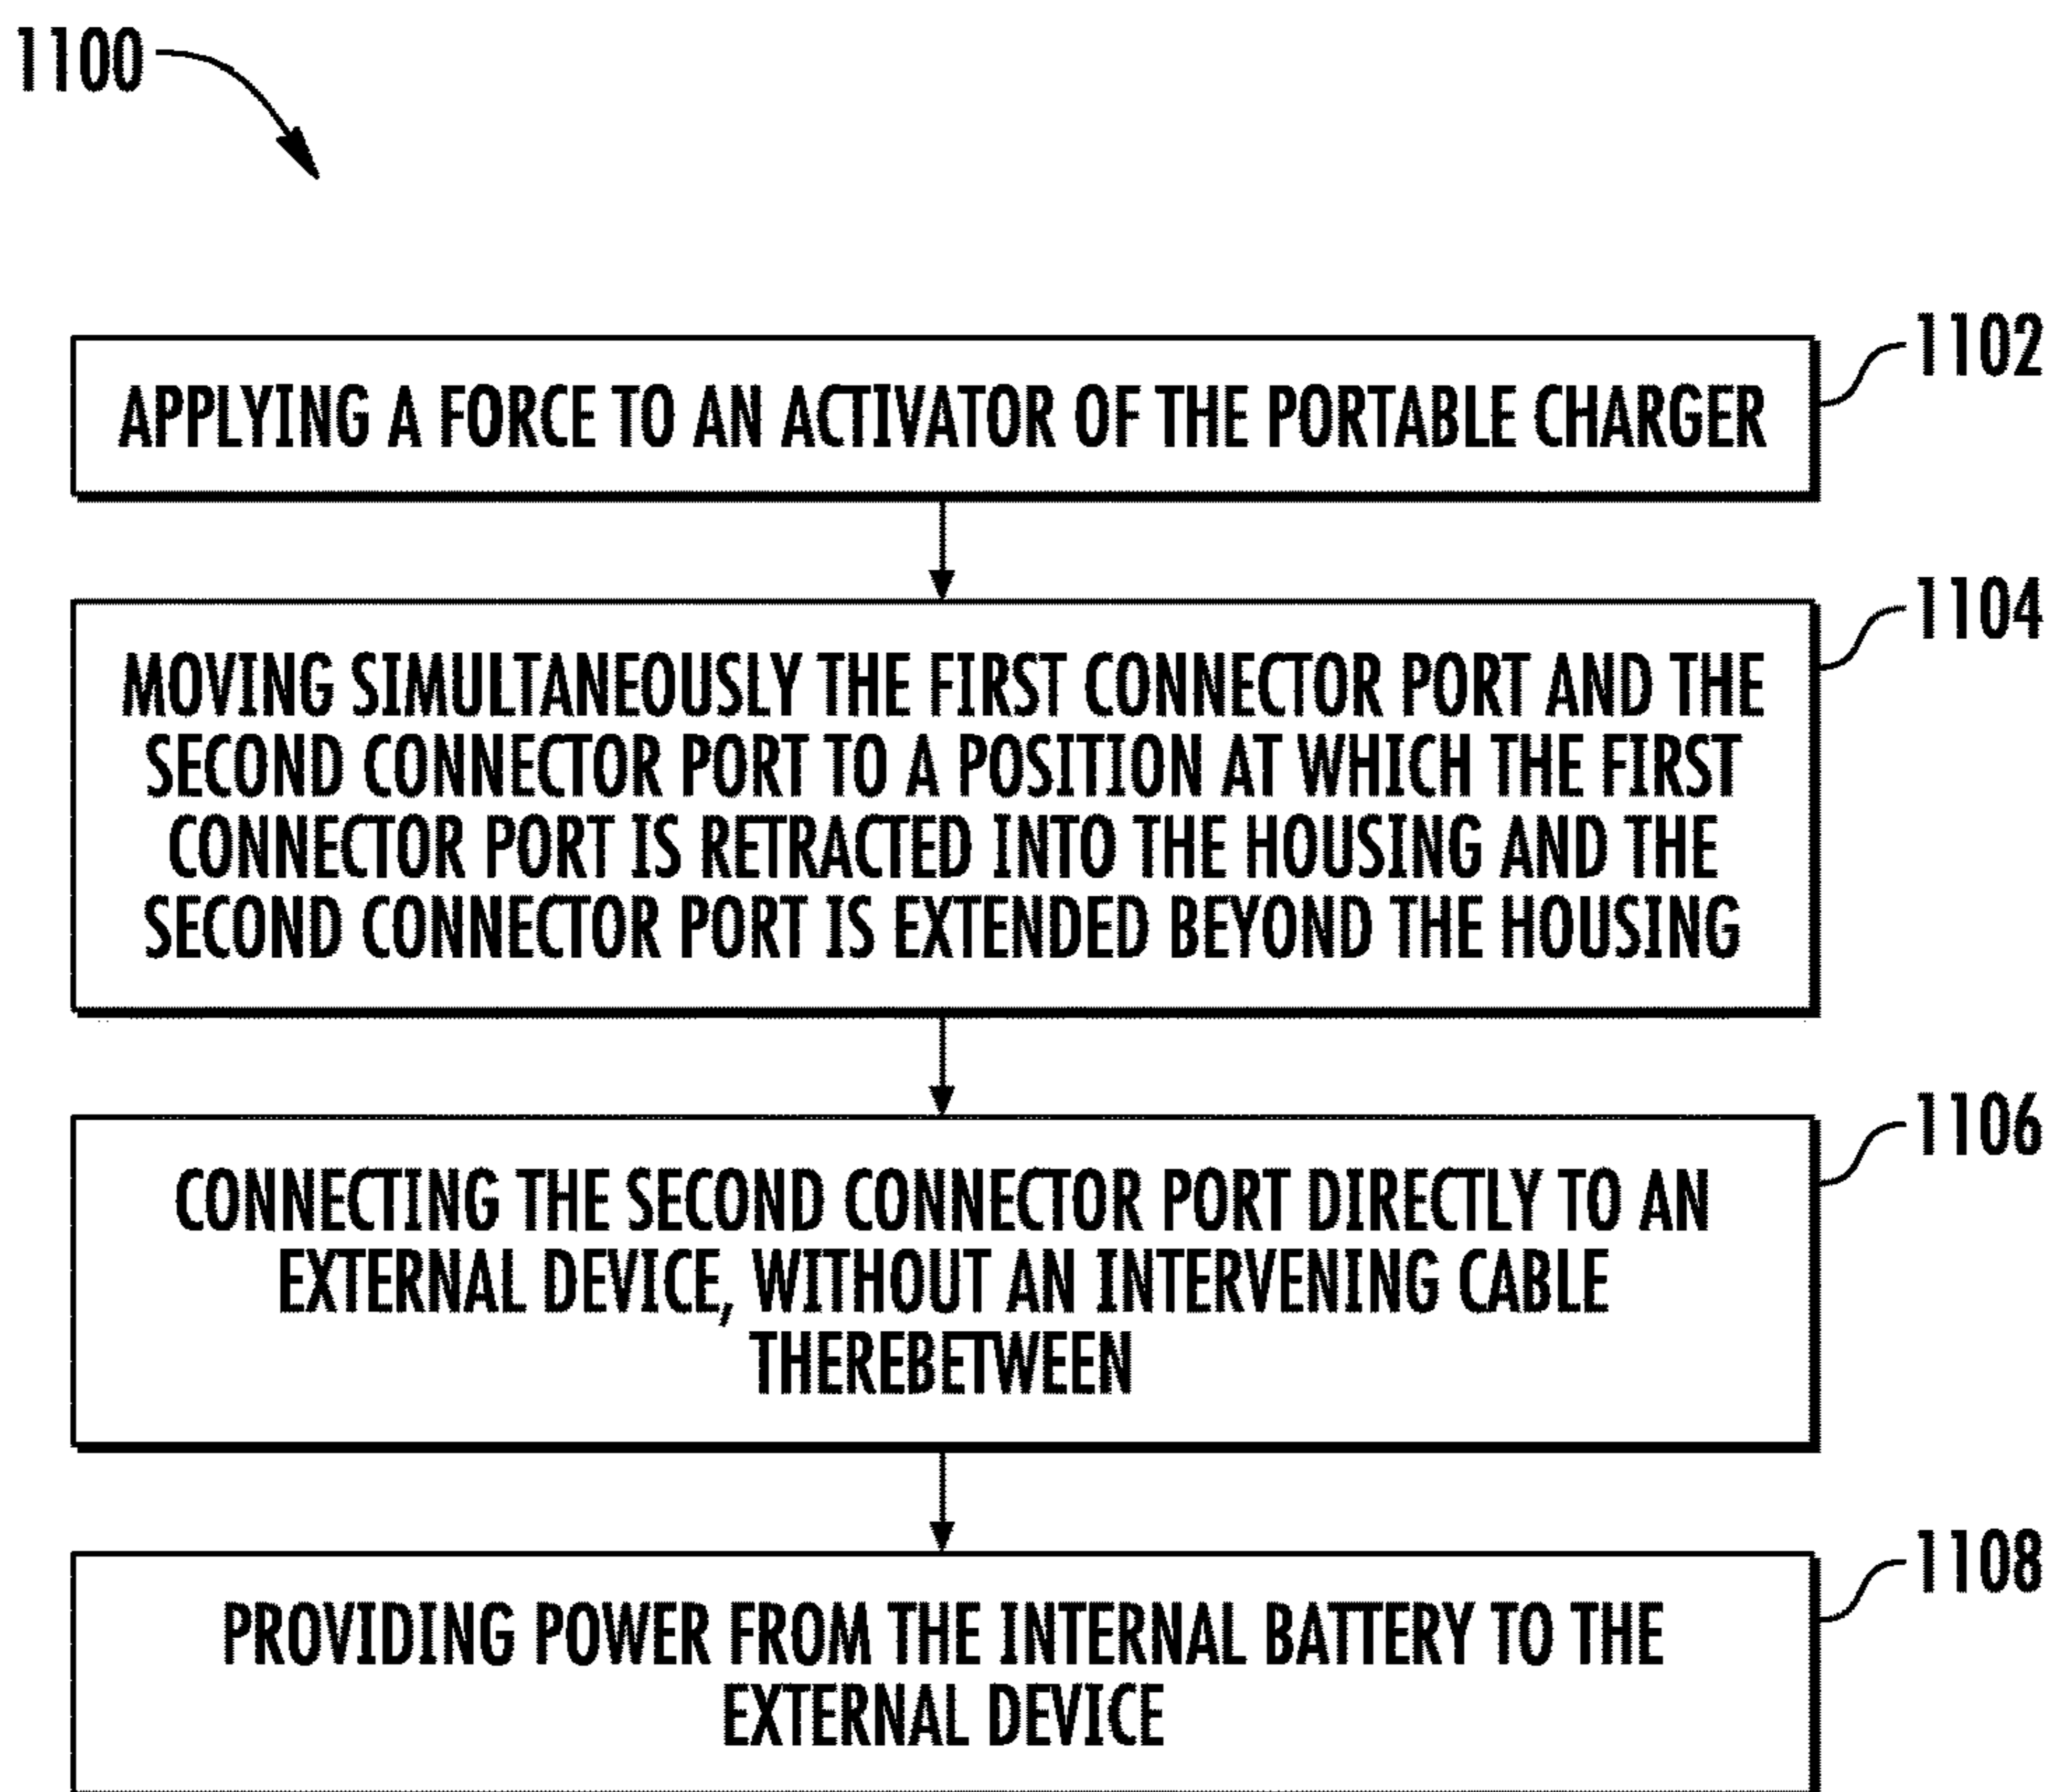 1100
1102
APPLYING A FORCE TO AN ACTIVATOR OF THE PORTABLE CHARGER
1104
MOVING SIMULTANEOUSLY THE FIRST CONNECTOR PORT AND THE
SECOND CONNECTOR PORT TO A POSITION AT WHICH THE FIRST
CONNECTOR PORT IS RETRACTED INTO THE HOUSING AND THE
SECOND CONNECTOR PORT IS EXTENDED BEYOND THE HOUSING
1106
CONNECTING THE SECOND CONNECTOR PORT DIRECTLY TO AN
EXTERNAL DEVICE, WITHOUT AN INTERVENING CABLE
THEREBETWEEN
1108
PROVIDING POWER FROM THE INTERNAL BATTERY TO THE
EXTERNAL DEVICE